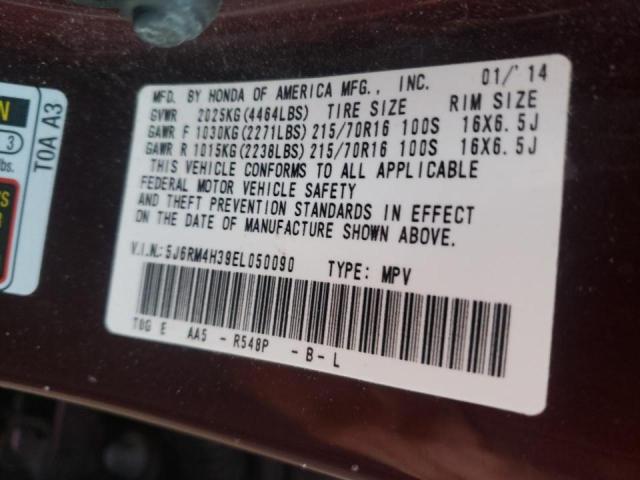 MFD. BY HONDA OF AMERICA MFG., INC. 01/'14
GVWR 2025KG(4464LBS) TIRE SIZE RIM SIZE
GAWR F 1030KG(2271LBS) 215/70R16 100S 16X6.5J
GAWR R 1015KG(2238LBS) 215/70R16 100S 16X6.5J
THIS VEHICLE CONFORMS TO ALL APPLICABLE
FEDERAL MOTOR VEHICLE SAFETY
AND THEFT PREVENTION STANDARDS IN EFFECT
ON THE DATE OF MANUFACTURE SHOWN ABOVE.
V.I.N.: 5J6RM4H39EL050090 TYPE: MPV
T0G E AA5 - R548P - B - L
T0A A3
3